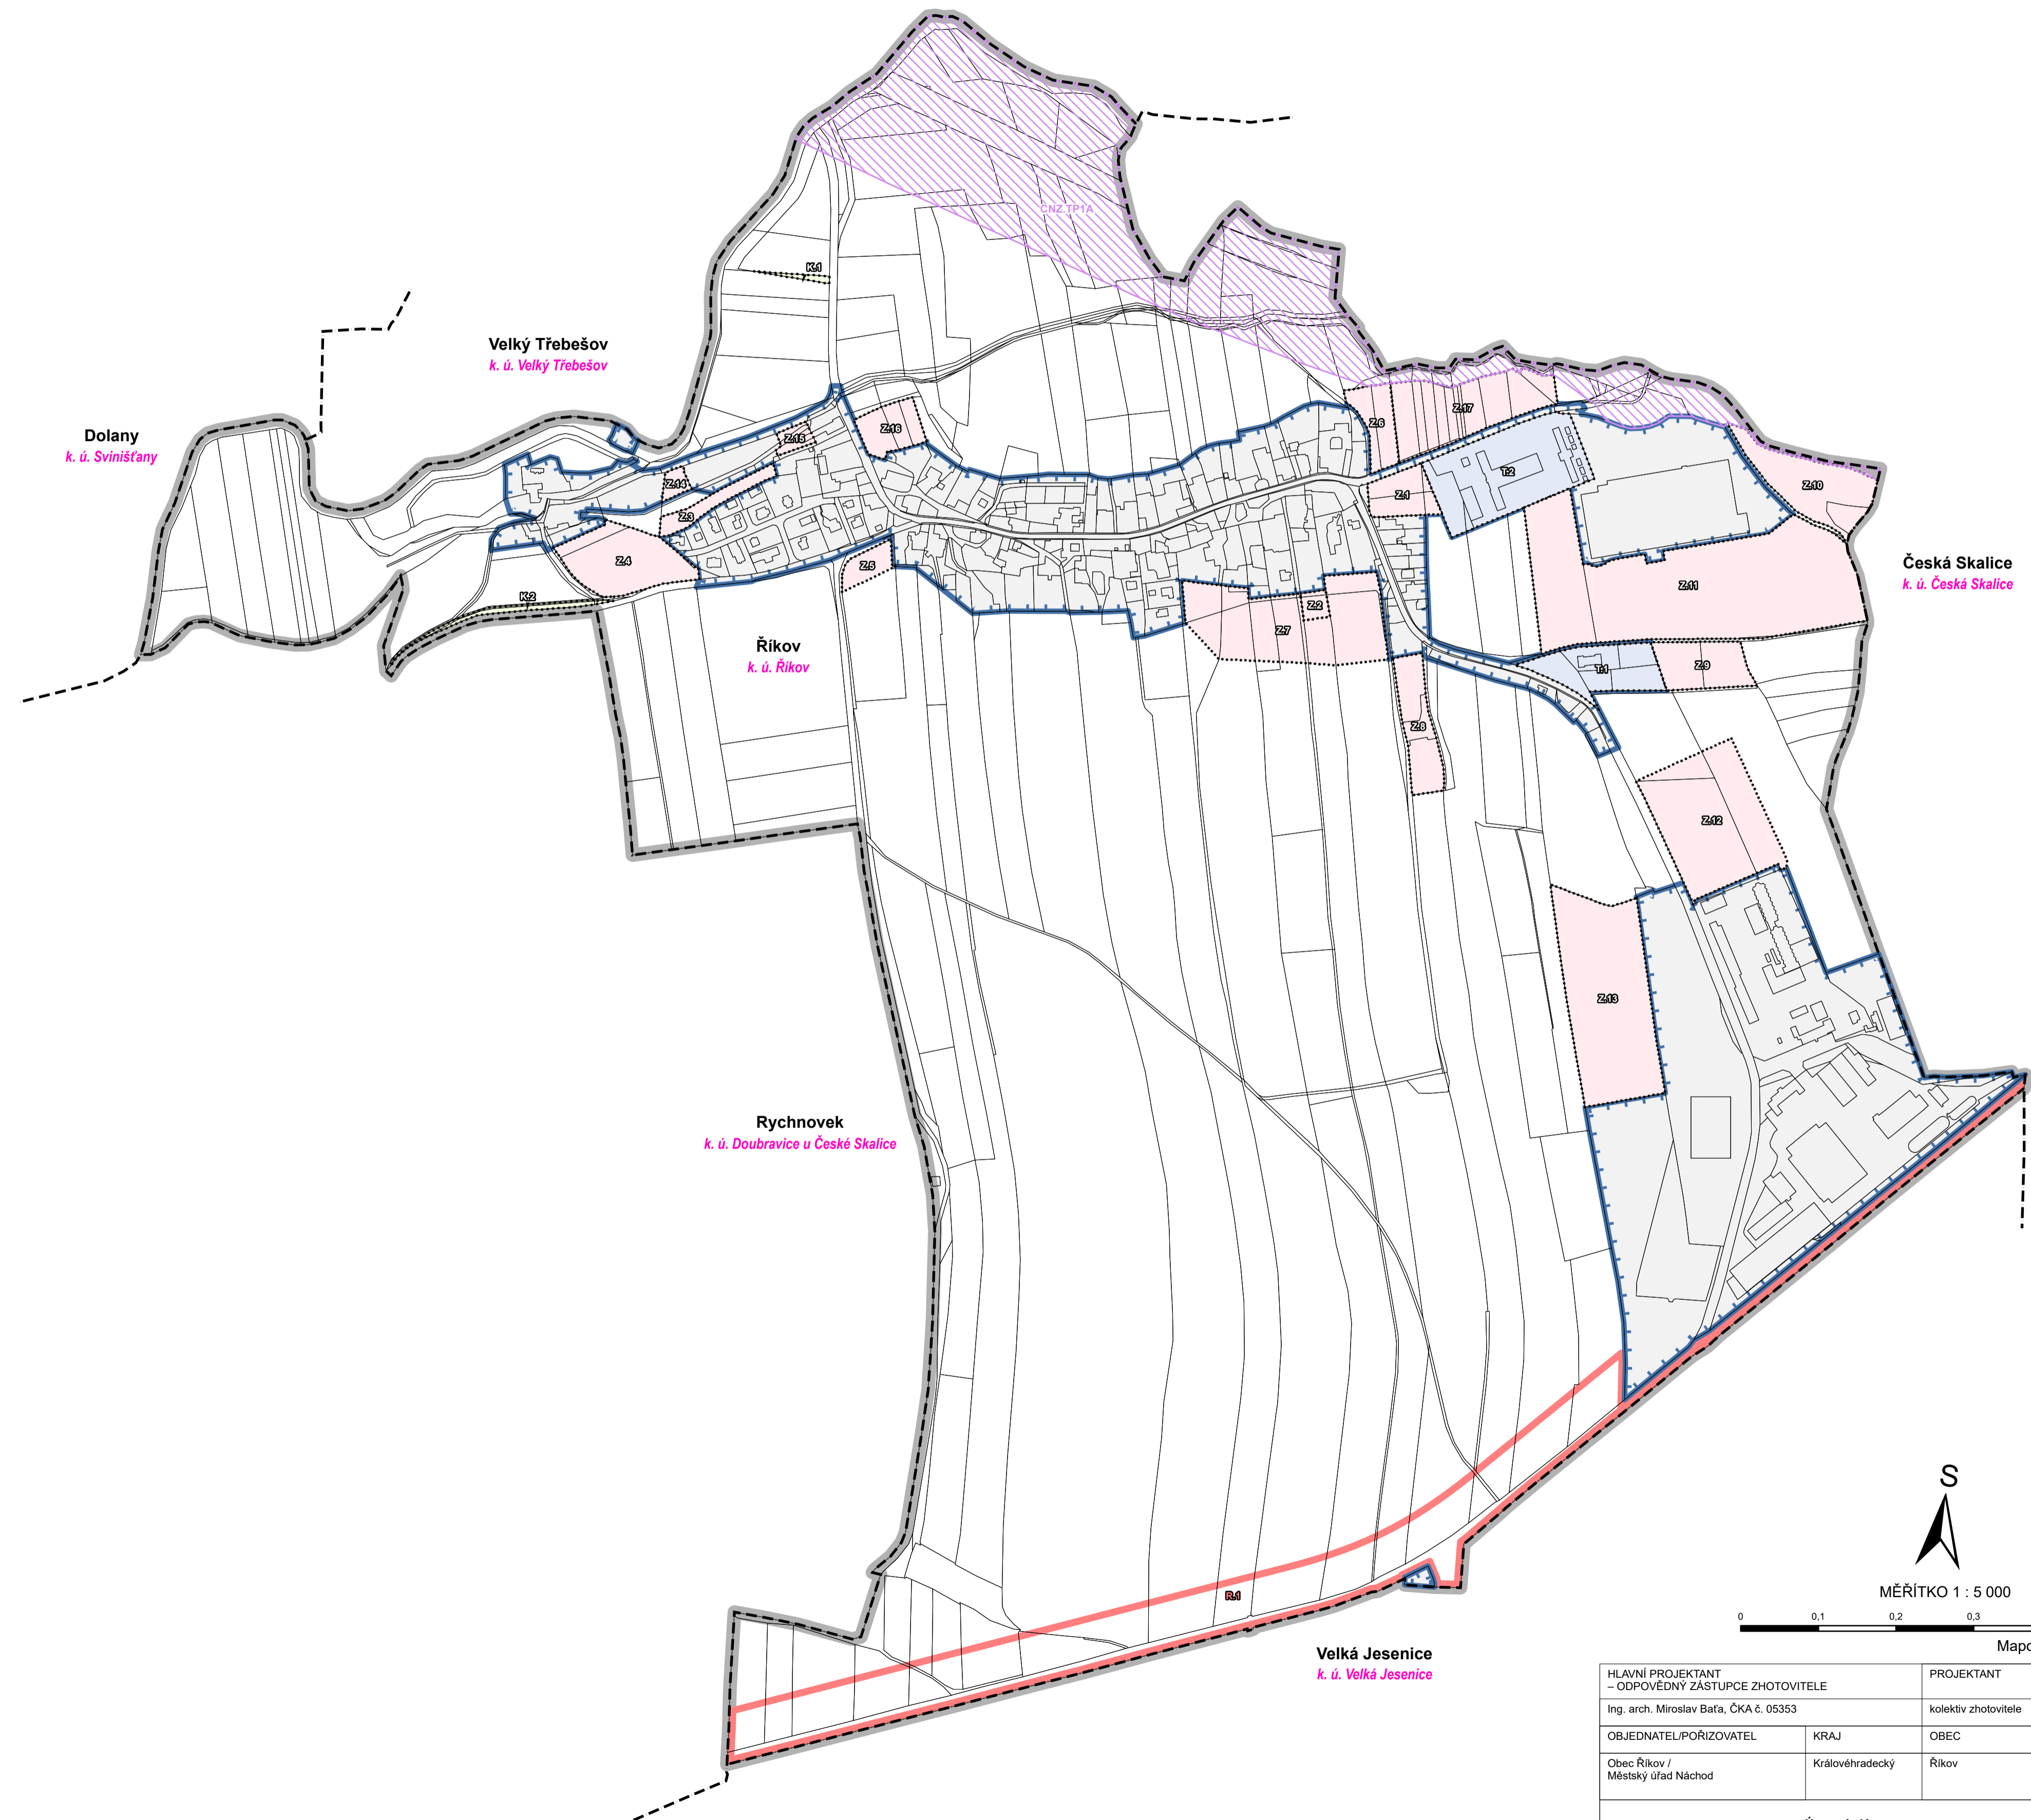 ČNZ.TP1A
K.1
Velký Třebešov
k. ú. Velký Třebešov
Dolany
k. ú. Svinišťany
Z.16
Z.15
Z.6
Z.17
Z.14
Z.3
Z.1
T.2
Z.10
Z.4
Z.5
Česká Skalice
k. ú. Česká Skalice
K.2
Z.11
Z.2
Z.7
Říkov
k. ú. Říkov
T.1
Z.9
Z.8
Z.12
Z.13
Rychnovek
k. ú. Doubravice u České Skalice
R.1
Velká Jesenice
k. ú. Velká Jesenice
S
MĚŘÍTKO 1 : 5 000
0 0,1 0,2 0,3
HLAVNÍ PROJEKTANT
– ODPOVĚDNÝ ZÁSTUPCE ZHOTOVITELE
PROJEKTANT
Ing. arch. Miroslav Baťa, ČKA č. 05353
kolektiv zhotovitele
OBJEDNATEL/POŘIZOVATEL
KRAJ
OBEC
Obec Říkov /
Městský úřad Náchod
Královéhradecký
Říkov